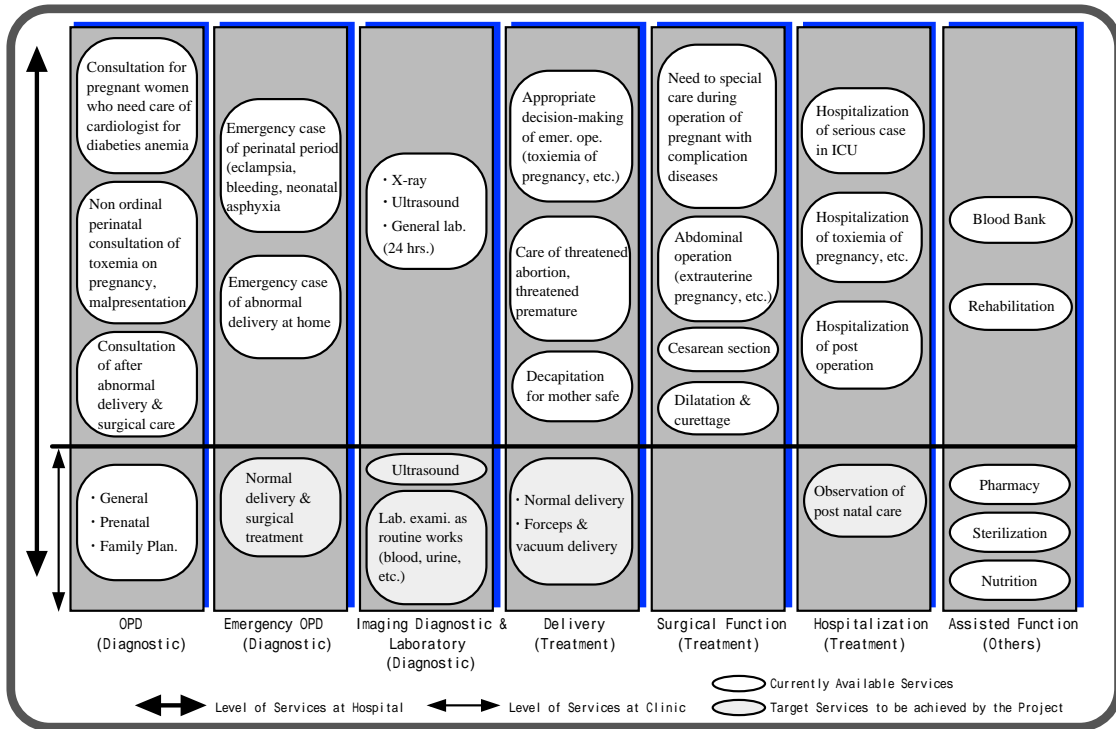 Consultation for
pregnant women
who need care of
cardiologist for
diabeties anemia
Non ordinal
perinatal
consultation of
toxemia on
pregnancy,
malpresentation
Consultation
of after
abnormal
delivery &
surgical care
・General
・Prenatal
・Family Plan.
OPD
(Diagnostic)
Emergency case
of perinatal period
(eclampsia,
bleeding, neonatal
asphyxia
Emergency case
of abnormal
delivery at home
Normal
delivery &
surgical
treatment
Emergency OPD
(Diagnostic)
・X-ray
・Ultrasound
・General lab.
(24 hrs.)
Ultrasound
Lab. exami. as
routine works
(blood, urine,
etc.)
Imaging Diagnostic &
Laboratory
(Diagnostic)
Appropriate
decision-making
of emer. ope.
(toxiemia of
pregnancy, etc.)
Care of threatened
abortion,
threatened
premature
Decapitation
for mother safe
・Normal delivery
・Forceps &
vacuum delivery
Delivery
(Treatment)
Need to special
care during
operation of
pregnant with
complication
diseases
Abdominal
operation
(extrauterine
pregnancy, etc.)
Cesarean section
Dilatation &
curettage
Surgical Function
(Treatment)
Hospitalization
of serious case
in ICU
Hospitalization
of toxiemia of
pregnancy, etc.
Hospitalization
of post
operation
Observation of
post natal care
Hospitalization
(Treatment)
Blood Bank
Rehabilitation
Pharmacy
Sterilization
Nutrition
Assisted Function
(Others)
Level of Services at Hospital
Level of Services at Clinic
Currently Available Services
Target Services to be achieved by the Project